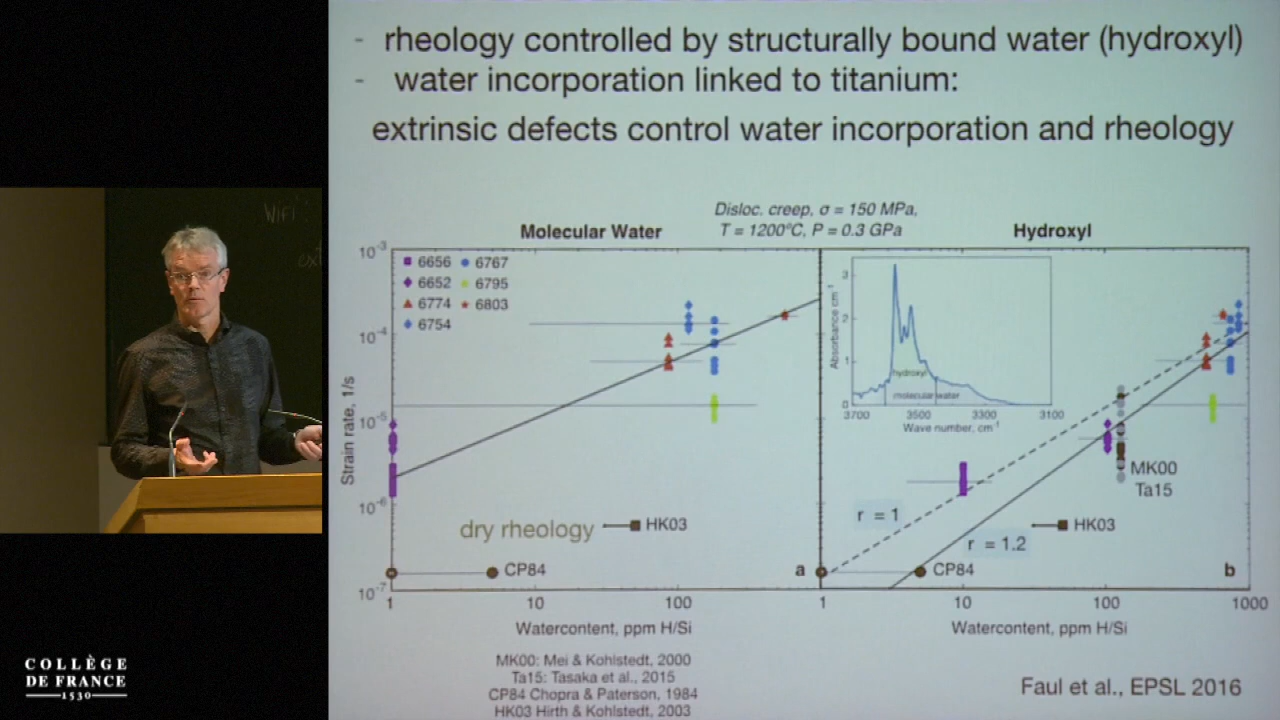 - rheology controlled by structurally bound water (hydroxyl)
- water incorporation linked to titanium:
extrinsic defects control water incorporation and rheology
WiFi:
ext
Disloc. creep, σ = 150 MPa,
T = 1200°C, P = 0.3 GPa
Molecular Water
Hydroxyl
10⁻³
10⁻⁴
10⁻⁵
10⁻⁶
10⁻⁷
Strain rate, 1/s
6656 6767
6652 6795
6774 6803
6754
dry rheology
HK03
CP84
a
1 10 100
Watercontent, ppm H/Si
3
2
1
0
Absorbance cm⁻¹
hydroxyl
molecular water
3700 3500 3300 3100
Wave number, cm⁻¹
MK00
Ta15
r = 1
HK03
r = 1.2
CP84
b
1 10 100 1000
Watercontent, ppm H/Si
MK00: Mei & Kohlstedt, 2000
Ta15: Tasaka et al., 2015
CP84 Chopra & Paterson, 1984
HK03 Hirth & Kohlstedt, 2003
Faul et al., EPSL 2016
COLLÈGE
DE FRANCE
1530